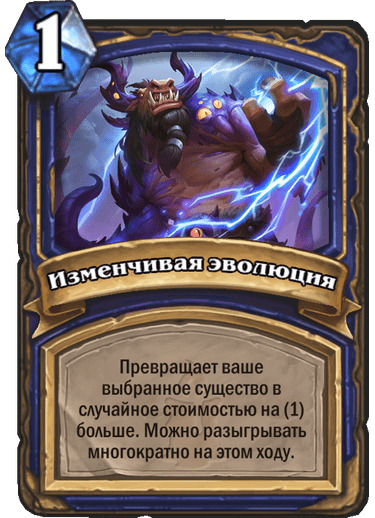 1
Изменчивая эволюция
Превращает ваше
выбранное существо в
случайное стоимостью на (1)
больше. Можно разыгрывать
многократно на этом ходу.